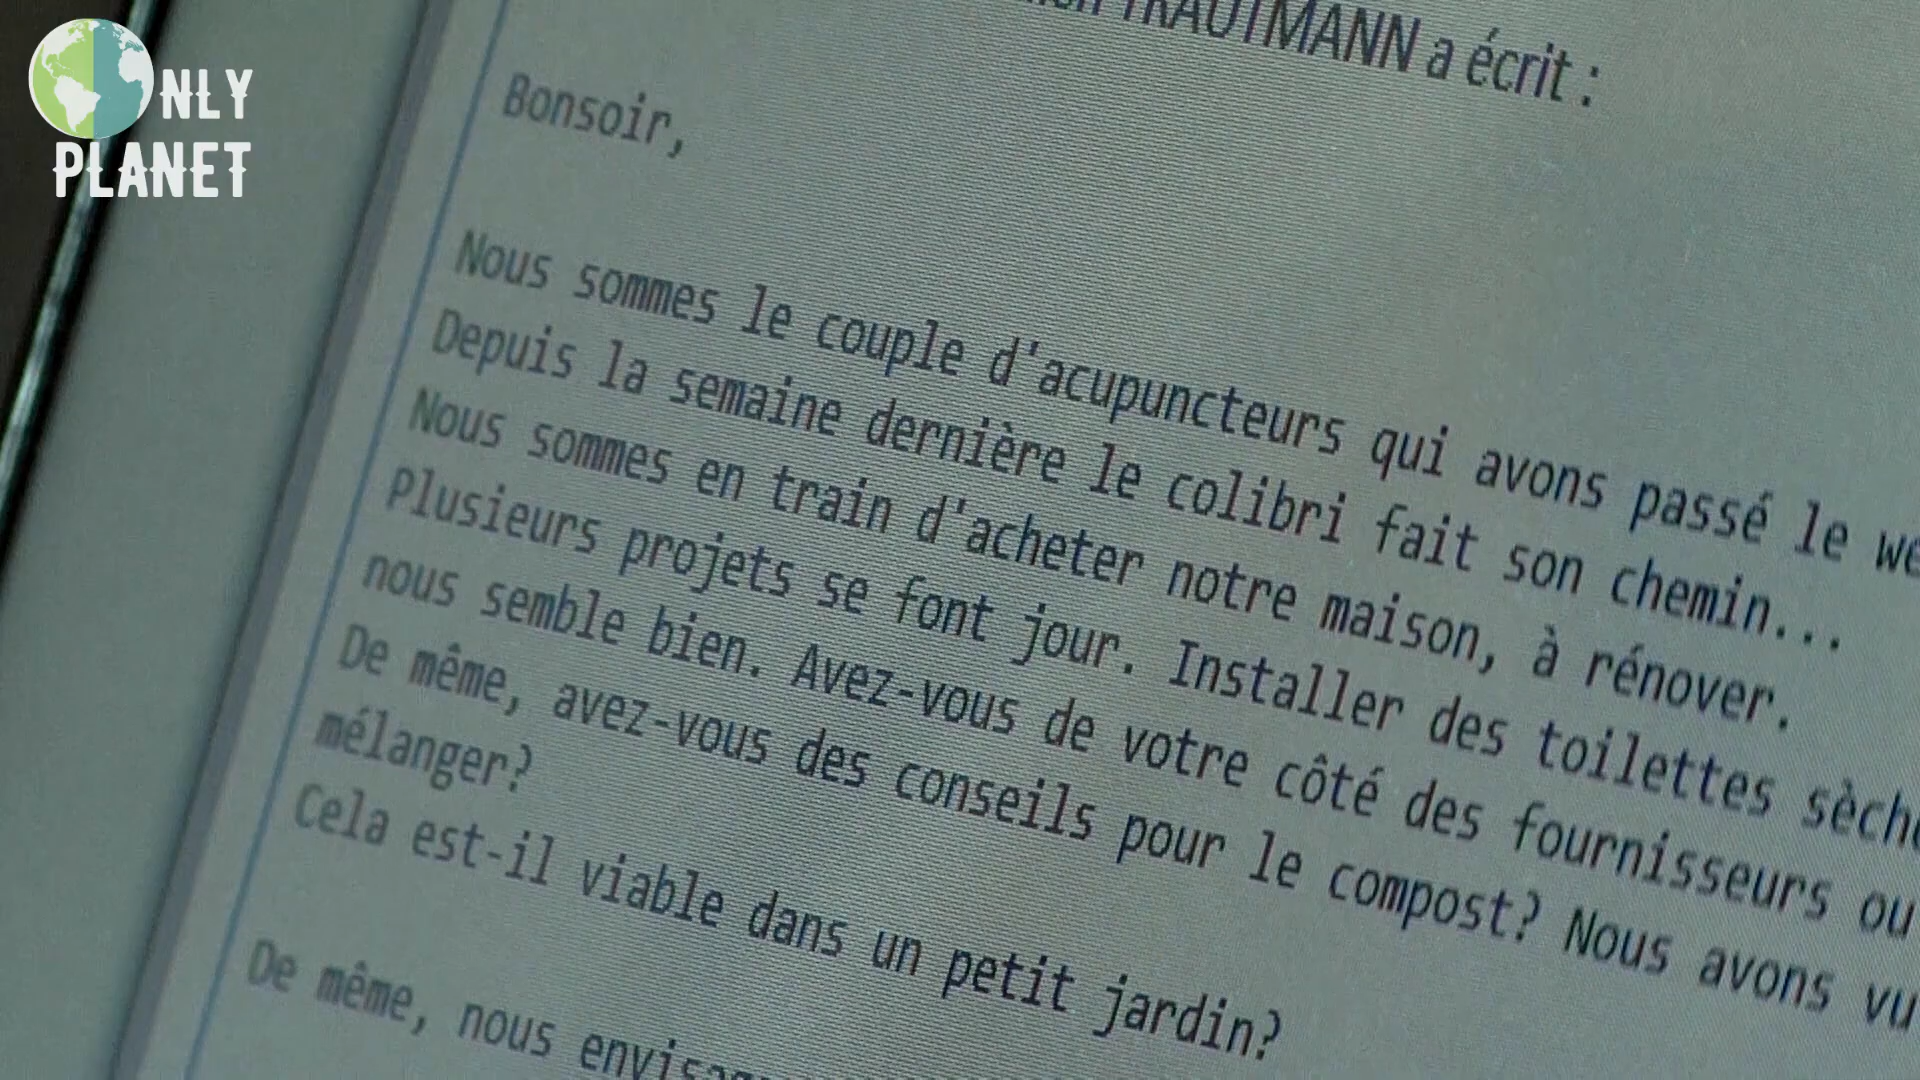 ONLY
PLANET
TRAUTMANN a écrit :
Bonsoir,
Nous sommes le couple d'acupuncteurs qui avons passé le
Depuis la semaine dernière le colibri fait son chemin...
Nous sommes en train d'acheter notre maison, à rénover.
Plusieurs projets se font jour. Installer des toilettes
nous semble bien. Avez-vous de votre côté des fournisseurs ou
De même, avez-vous des conseils pour le compost? Nous avons vu
mélanger?
Cela est-il viable dans un petit jardin?
De même, nous